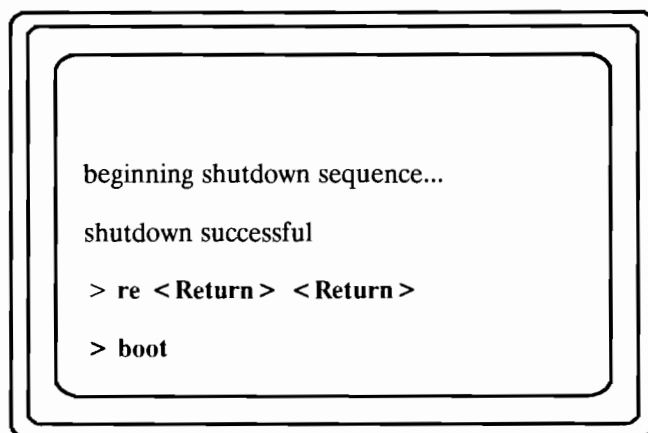 beginning shutdown sequence...
shutdown successful
> re <Return> <Return>
> boot